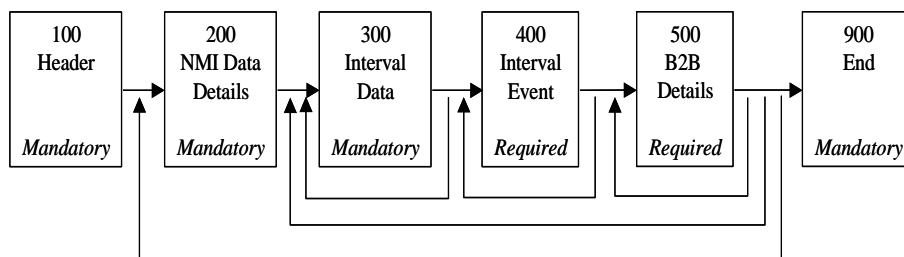 100
Header
Mandatory
200
NMI Data
Details
Mandatory
300
Interval
Data
Mandatory
400
Interval
Event
Required
500
B2B
Details
Required
900
End
Mandatory